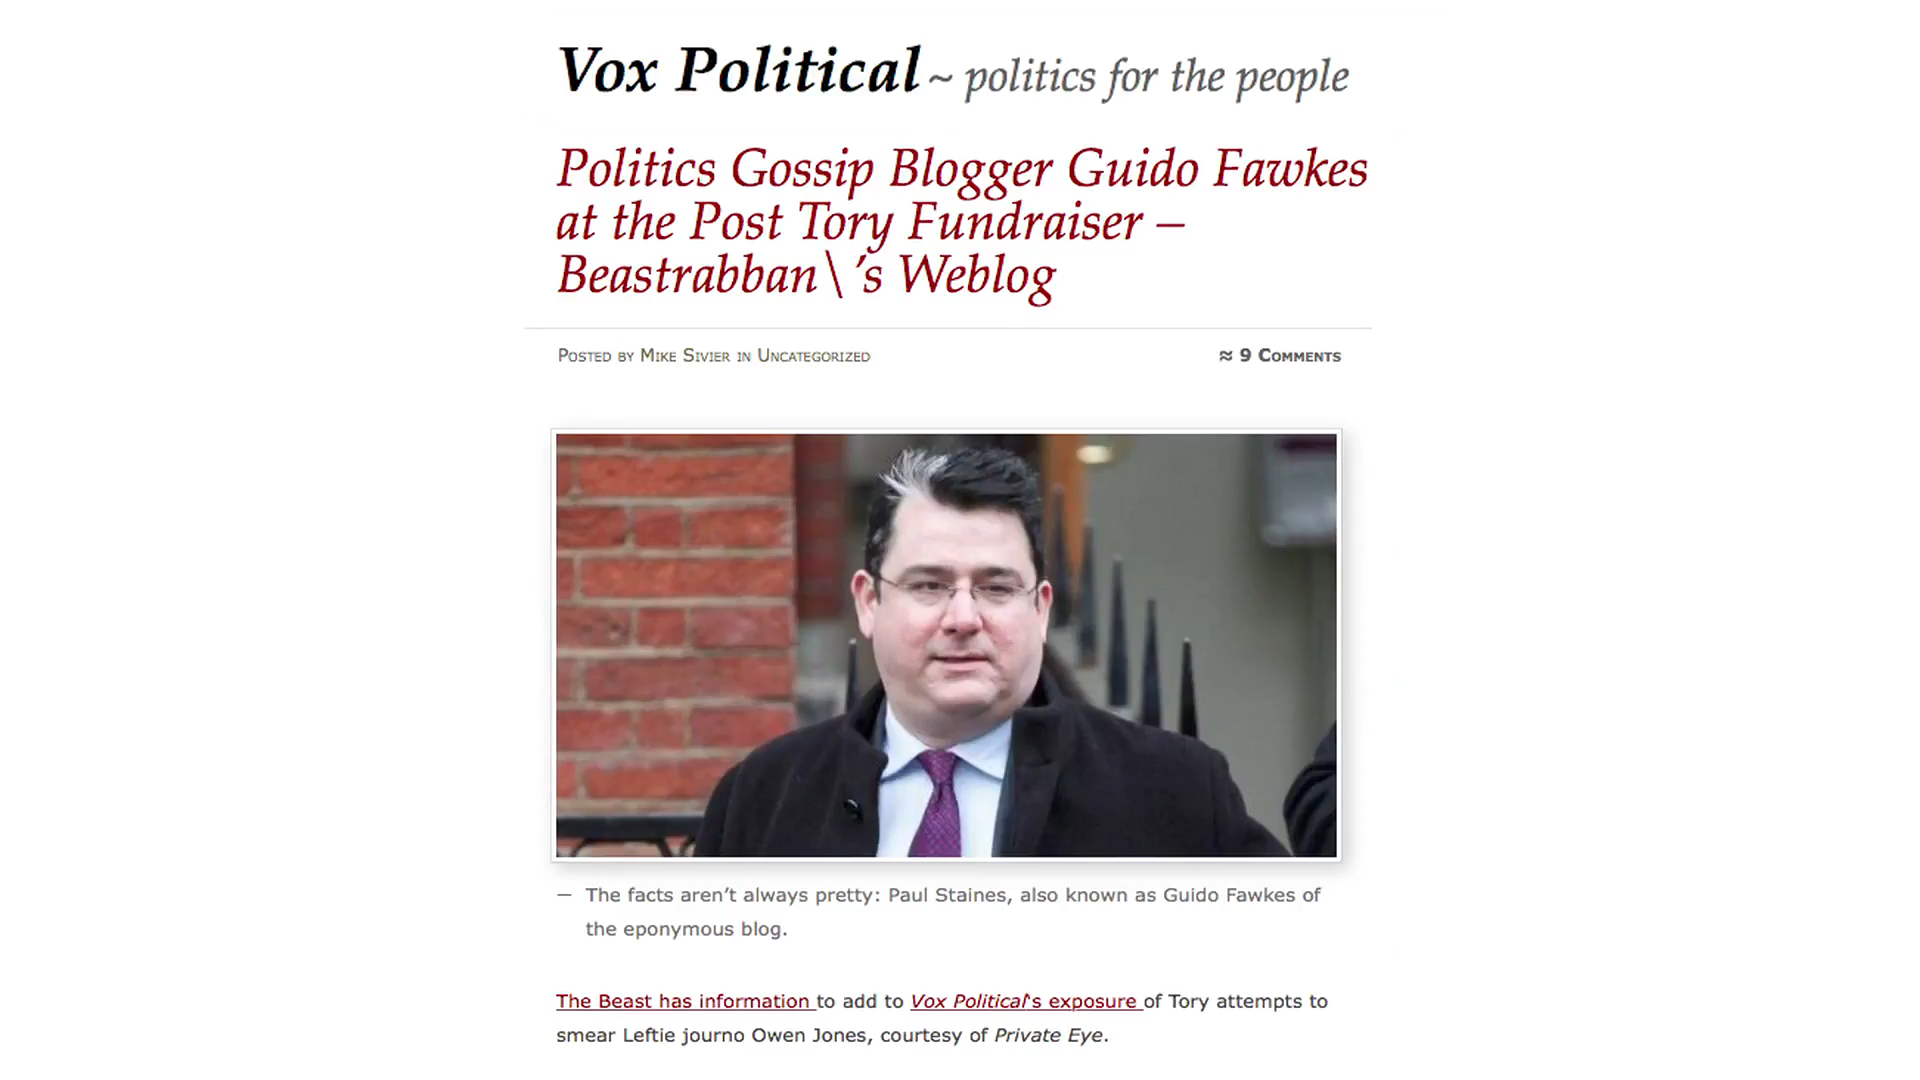 Vox Political ~ politics for the people
Politics Gossip Blogger Guido Fawkes
at the Post Tory Fundraiser –
Beastrabban\’s Weblog
Posted by Mike Sivier in Uncategorized
≈ 9 Comments
— The facts aren’t always pretty: Paul Staines, also known as Guido Fawkes of
the eponymous blog.
The Beast has information to add to Vox Political‘s exposure of Tory attempts to
smear Leftie journo Owen Jones, courtesy of Private Eye.